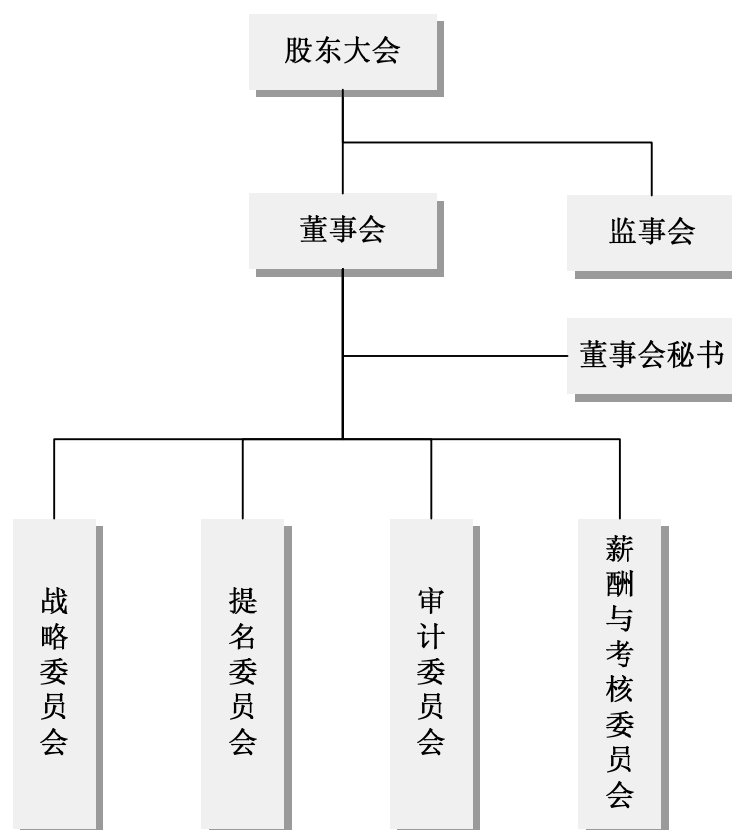 股东大会
董事会
监事会
董事会秘书
战略委员会
提名委员会
审计委员会
薪酬与考核委员会